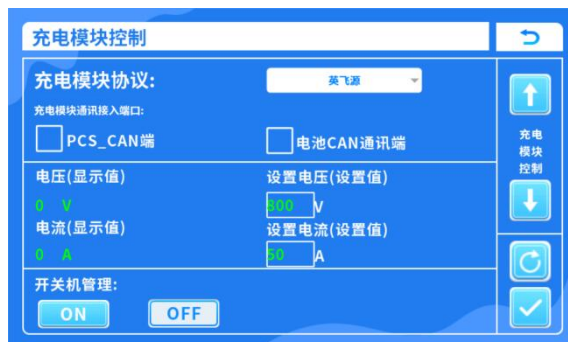 充电模块控制
充电模块协议:
英飞源
充电模块通讯接入端口:
PCS_CAN端
电池CAN通讯端
电压(显示值)
设置电压(设置值)
0 V
800 V
电流(显示值)
设置电流(设置值)
0 A
50 A
开关机管理:
ON
OFF
充电
模块
控制